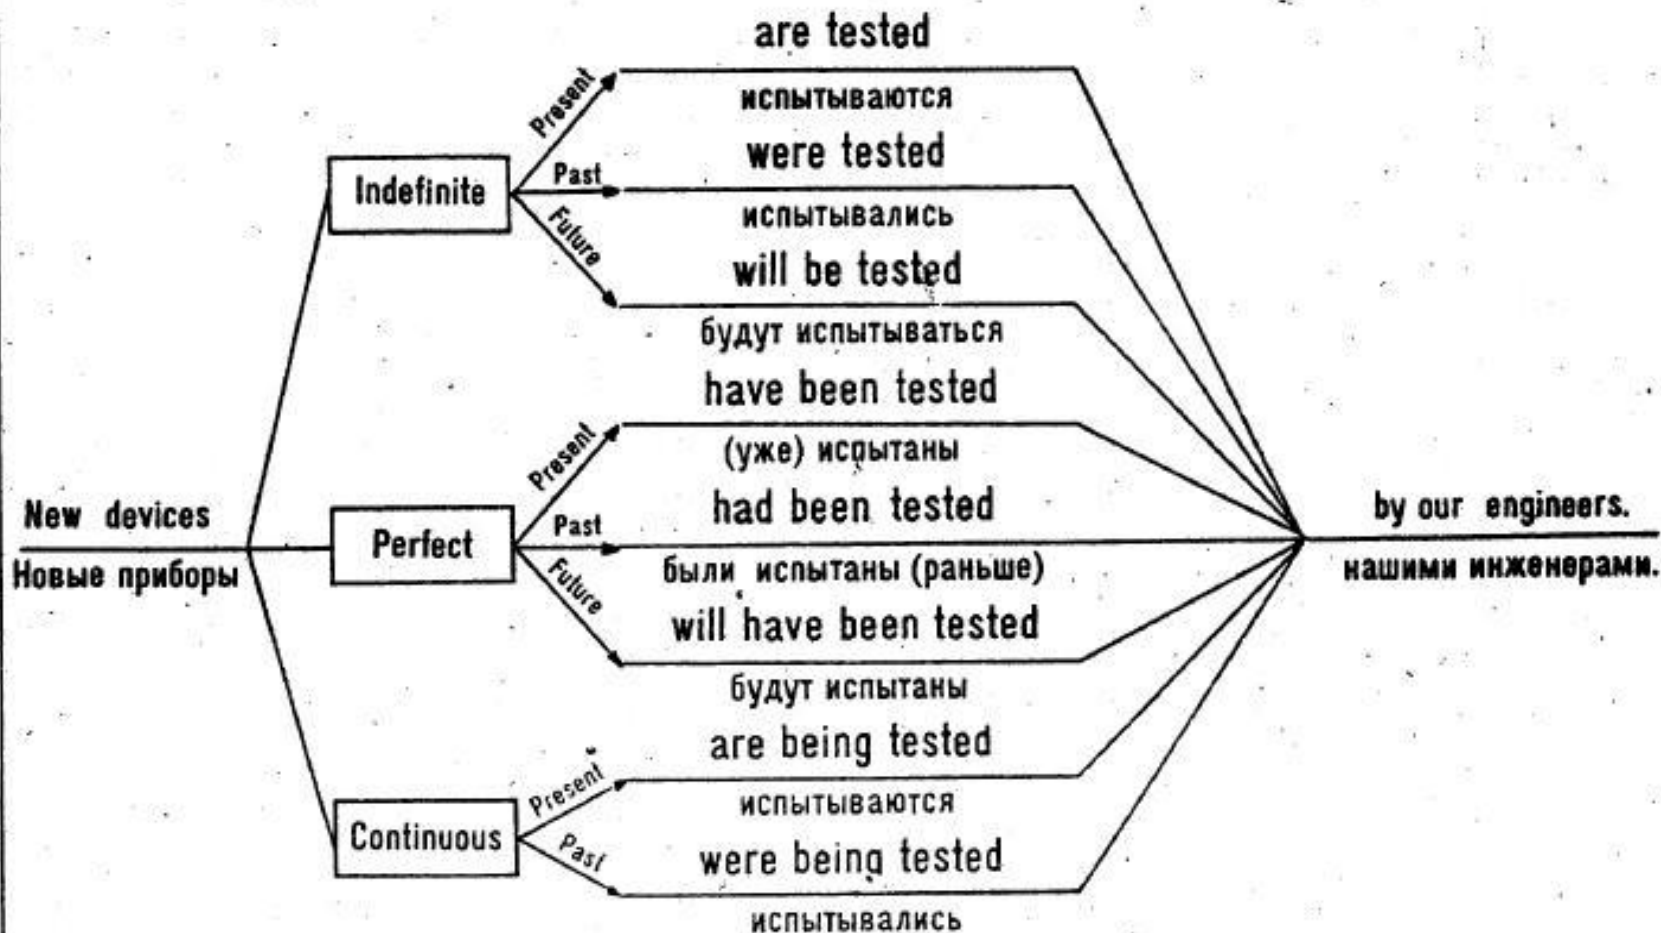 are tested
Present
испытываются
were tested
Indefinite
Past
испытывались
Future
will be tested
будут испытываться
have been tested
Present
(уже) испытаны
New devices
had been tested
by our engineers.
Perfect
Past
Новые приборы
были испытаны (раньше)
нашими инженерами.
Future
will have been tested
будут испытаны
are being tested
Present
испытываются
Continuous
Past
were being tested
испытывались